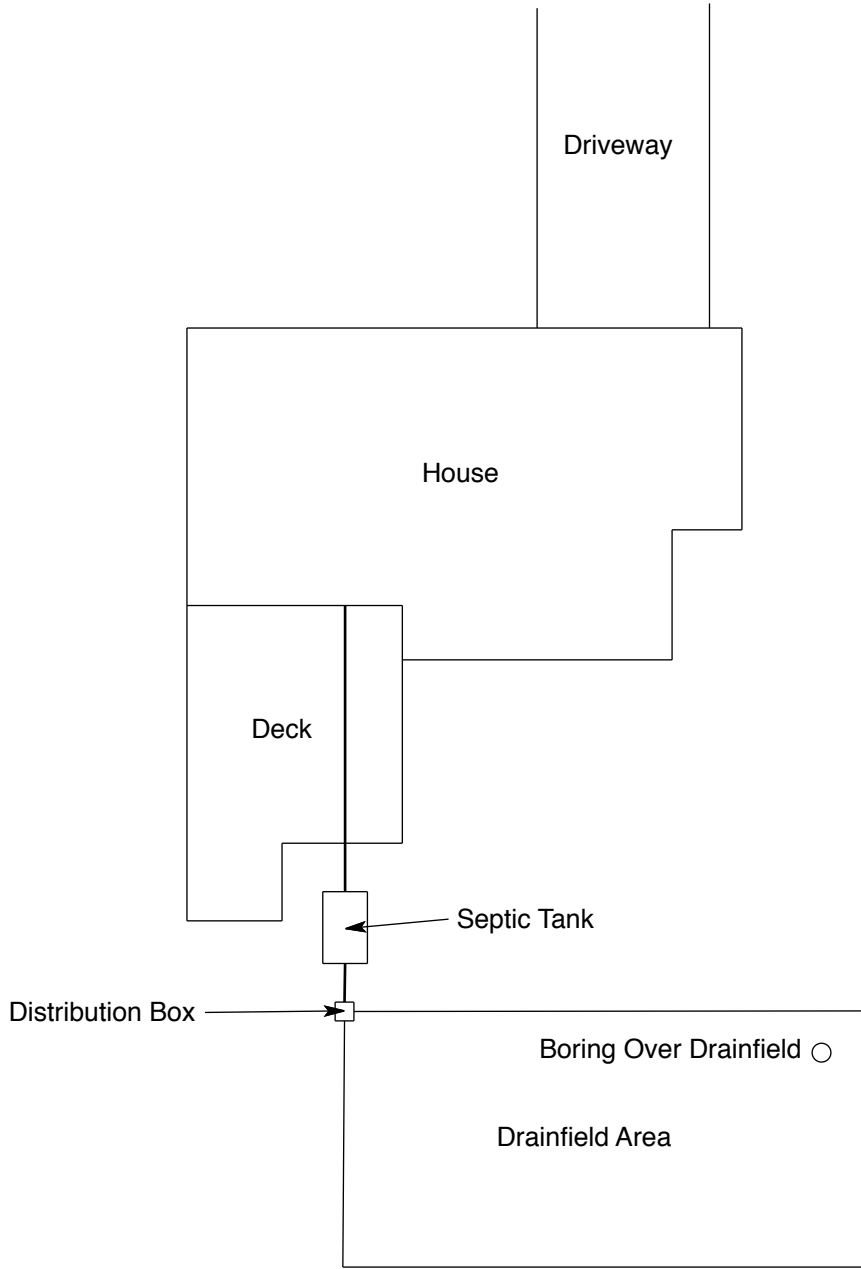 Driveway
House
Deck
Septic Tank
Distribution Box
Boring Over Drainfield
Drainfield Area